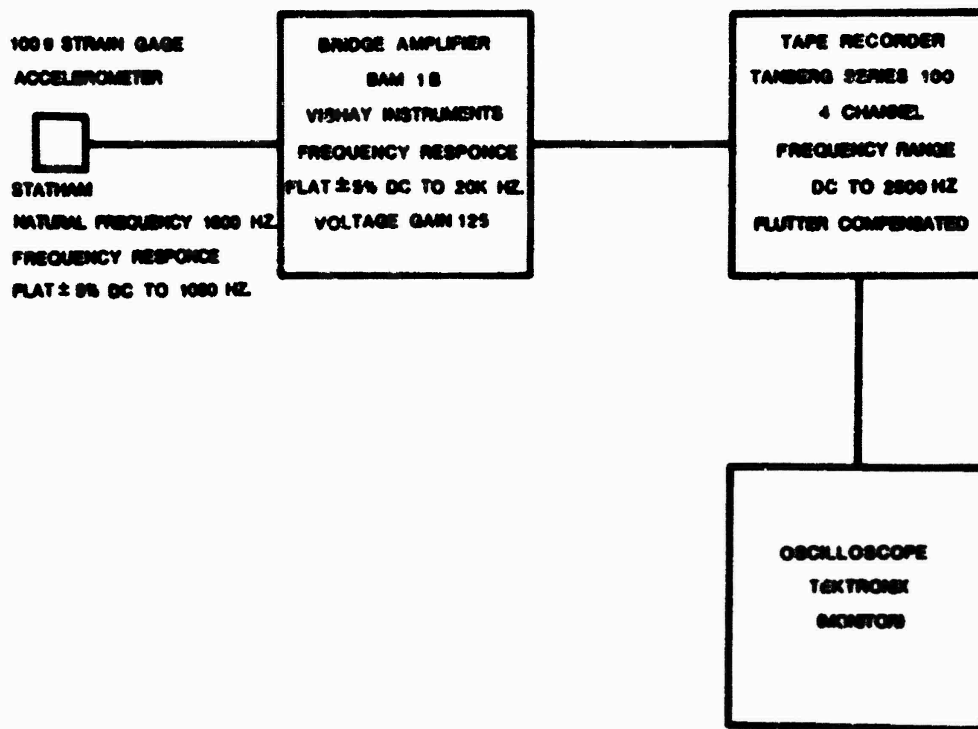 100 g STRAIN GAGE
ACCELEROMETER
STATHAM
NATURAL FREQUENCY HZ.
FREQUENCY RESPONCE
FLAT ± 5% DC TO HZ.
BRIDGE AMPLIFIER
BAM 1 B
VISHAY INSTRUMENTS
FREQUENCY RESPONCE
FLAT ± 5% DC TO 20K HZ.
VOLTAGE GAIN 125
TAPE RECORDER
TANBERG SERIES 100
4 CHANNEL
FREQUENCY RANGE
DC TO 2500 HZ
FLUTTER COMPENSATED
OSCILLOSCOPE
TEKTRONIX
(MONITOR)